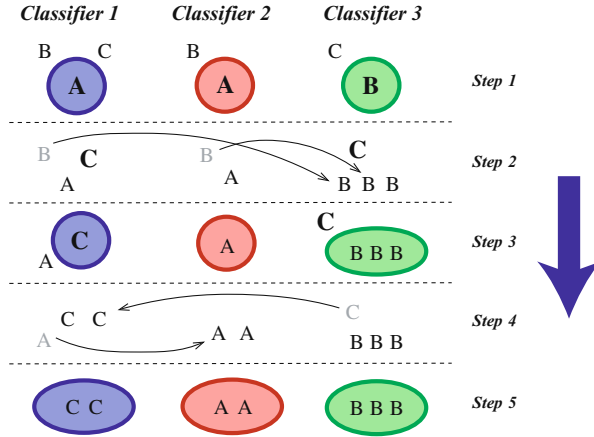 Classifier 1 Classifier 2 Classifier 3
B C B C
A A B Step 1
B C B C Step 2
A A B B B
C Step 3
A C A B B B
C C C Step 4
A A A B B B
C C A A B B B Step 5